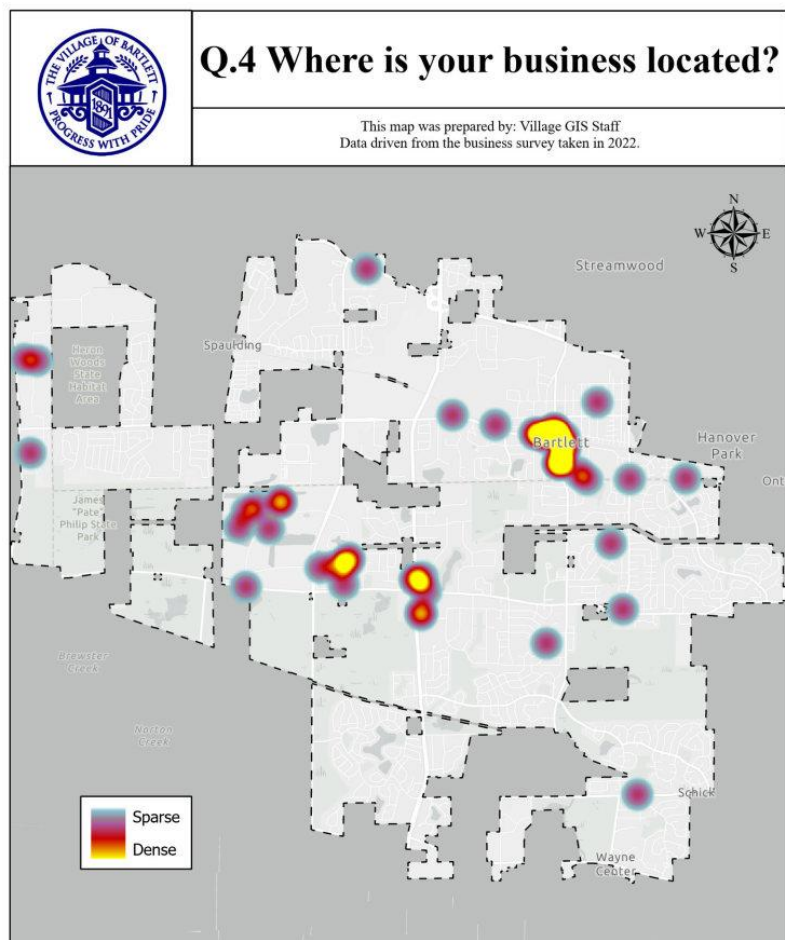 THE VILLAGE OF BARTLETT
1891
PROGRESS WITH PRIDE
Q.4 Where is your business located?
This map was prepared by: Village GIS Staff
Data driven from the business survey taken in 2022.
N
W E
S
Streamwood
Spaulding
Heron
Woods
State
Habitat
Area
Bartlett
Hanover
Park
Ont
James
"Pate"
Philip State
Park
Brewster
Creek
Norton
Creek
Schick
Wayne
Center
Sparse
Dense